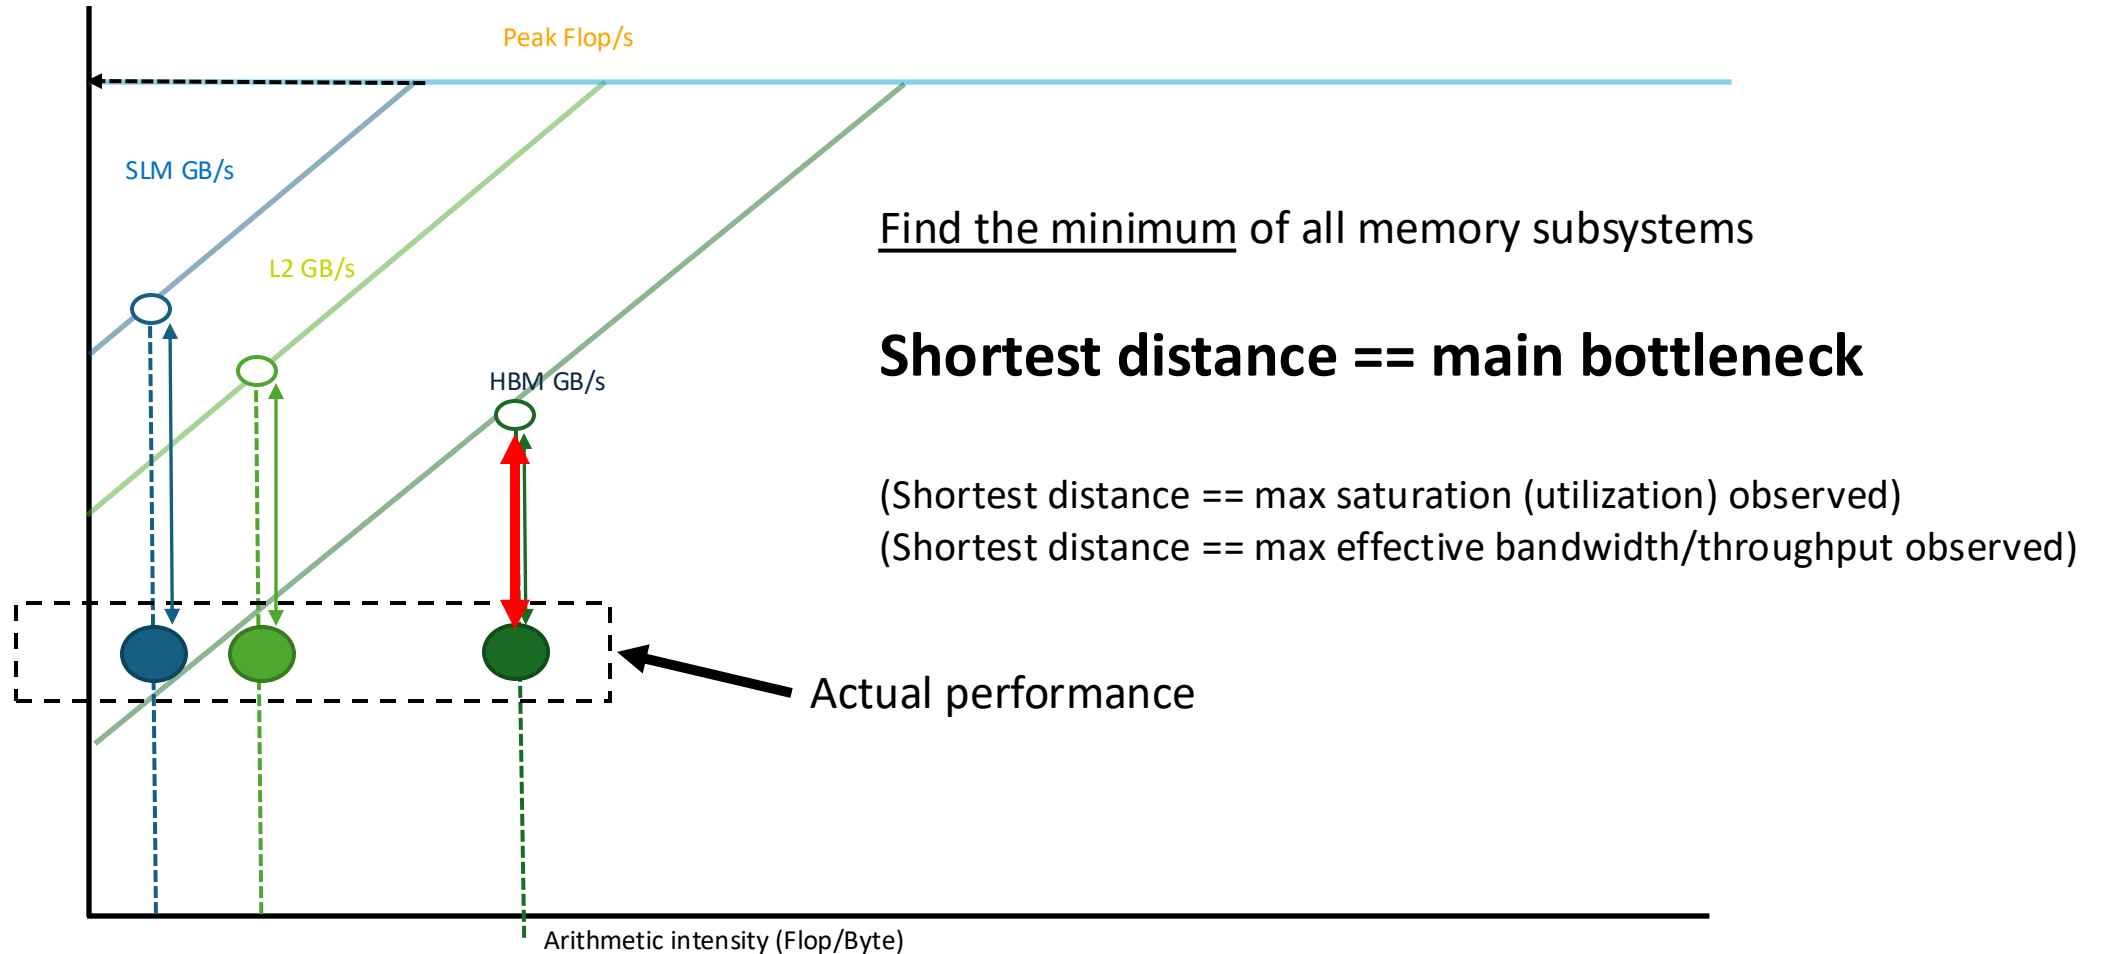 Peak Flop/s
SLM GB/s
L2 GB/s
HBM GB/s
Find the minimum of all memory subsystems
Shortest distance == main bottleneck
(Shortest distance == max saturation (utilization) observed)
(Shortest distance == max effective bandwidth/throughput observed)
Actual performance
Arithmetic intensity (Flop/Byte)